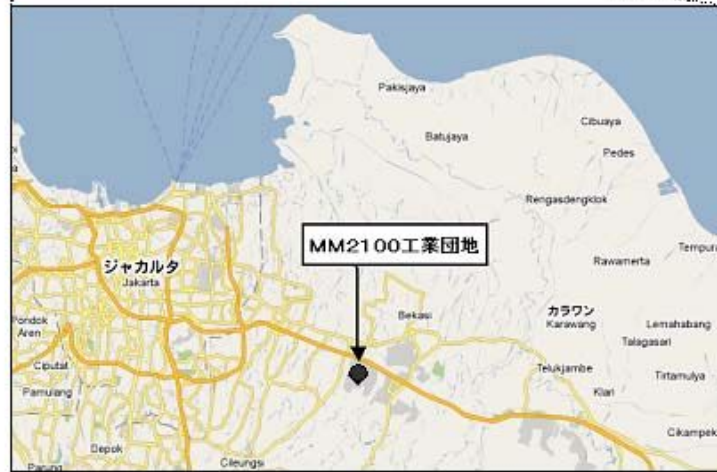 Pakisjaya
Cibuaya
Batujaya
Pedes
Rengasdengklok
MM2100工業団地
Tempura
ジャカルタ
Jakarta
Rawamerta
カラワン
Karawang
Bekasi
Lemahabang
Talagasari
Pondok
Aren
Ciputat
Telukjambe
Tirtamulya
Pamulang
Klari
Cikampek
Depok
Cileungsi
Parung